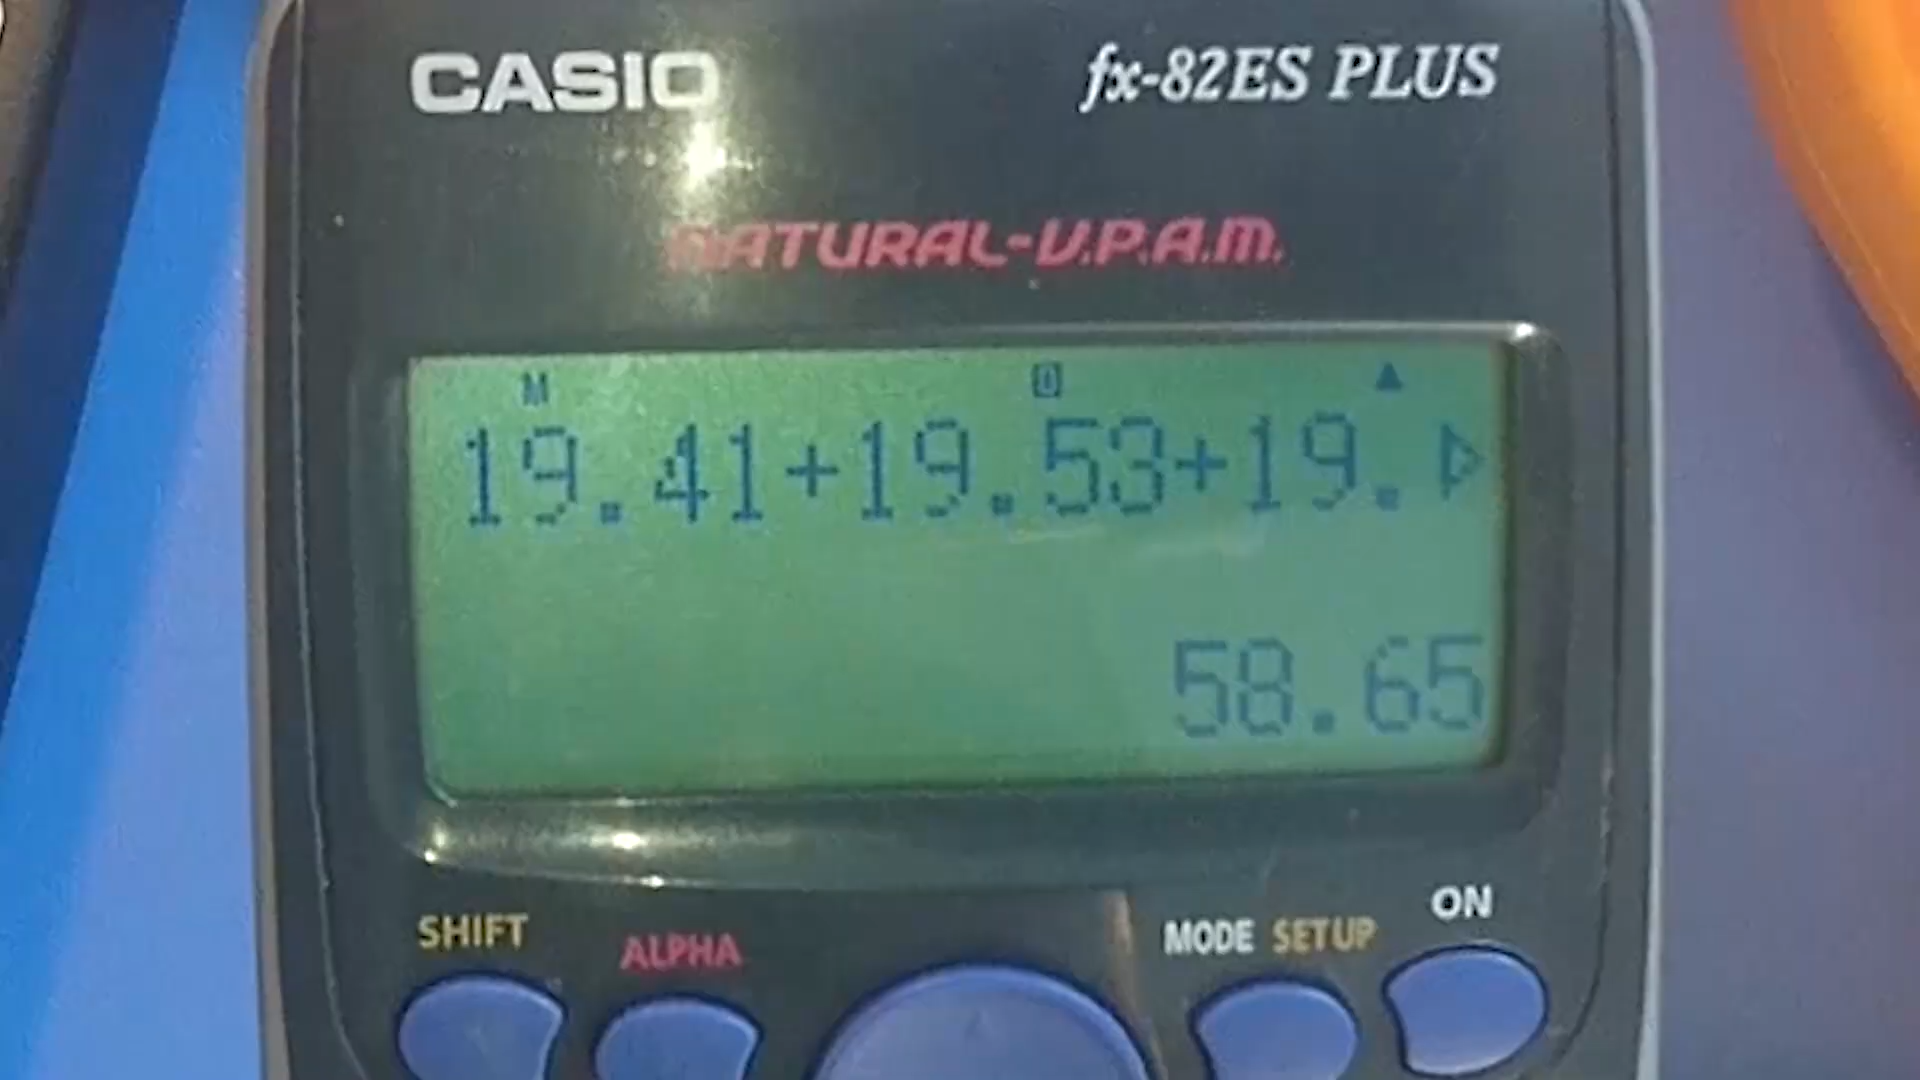 CASIO fx-82ES PLUS
NATURAL-V.P.A.M.
M D ▲
19.41+19.53+19.▷
58.65
SHIFT ALPHA MODE SETUP ON